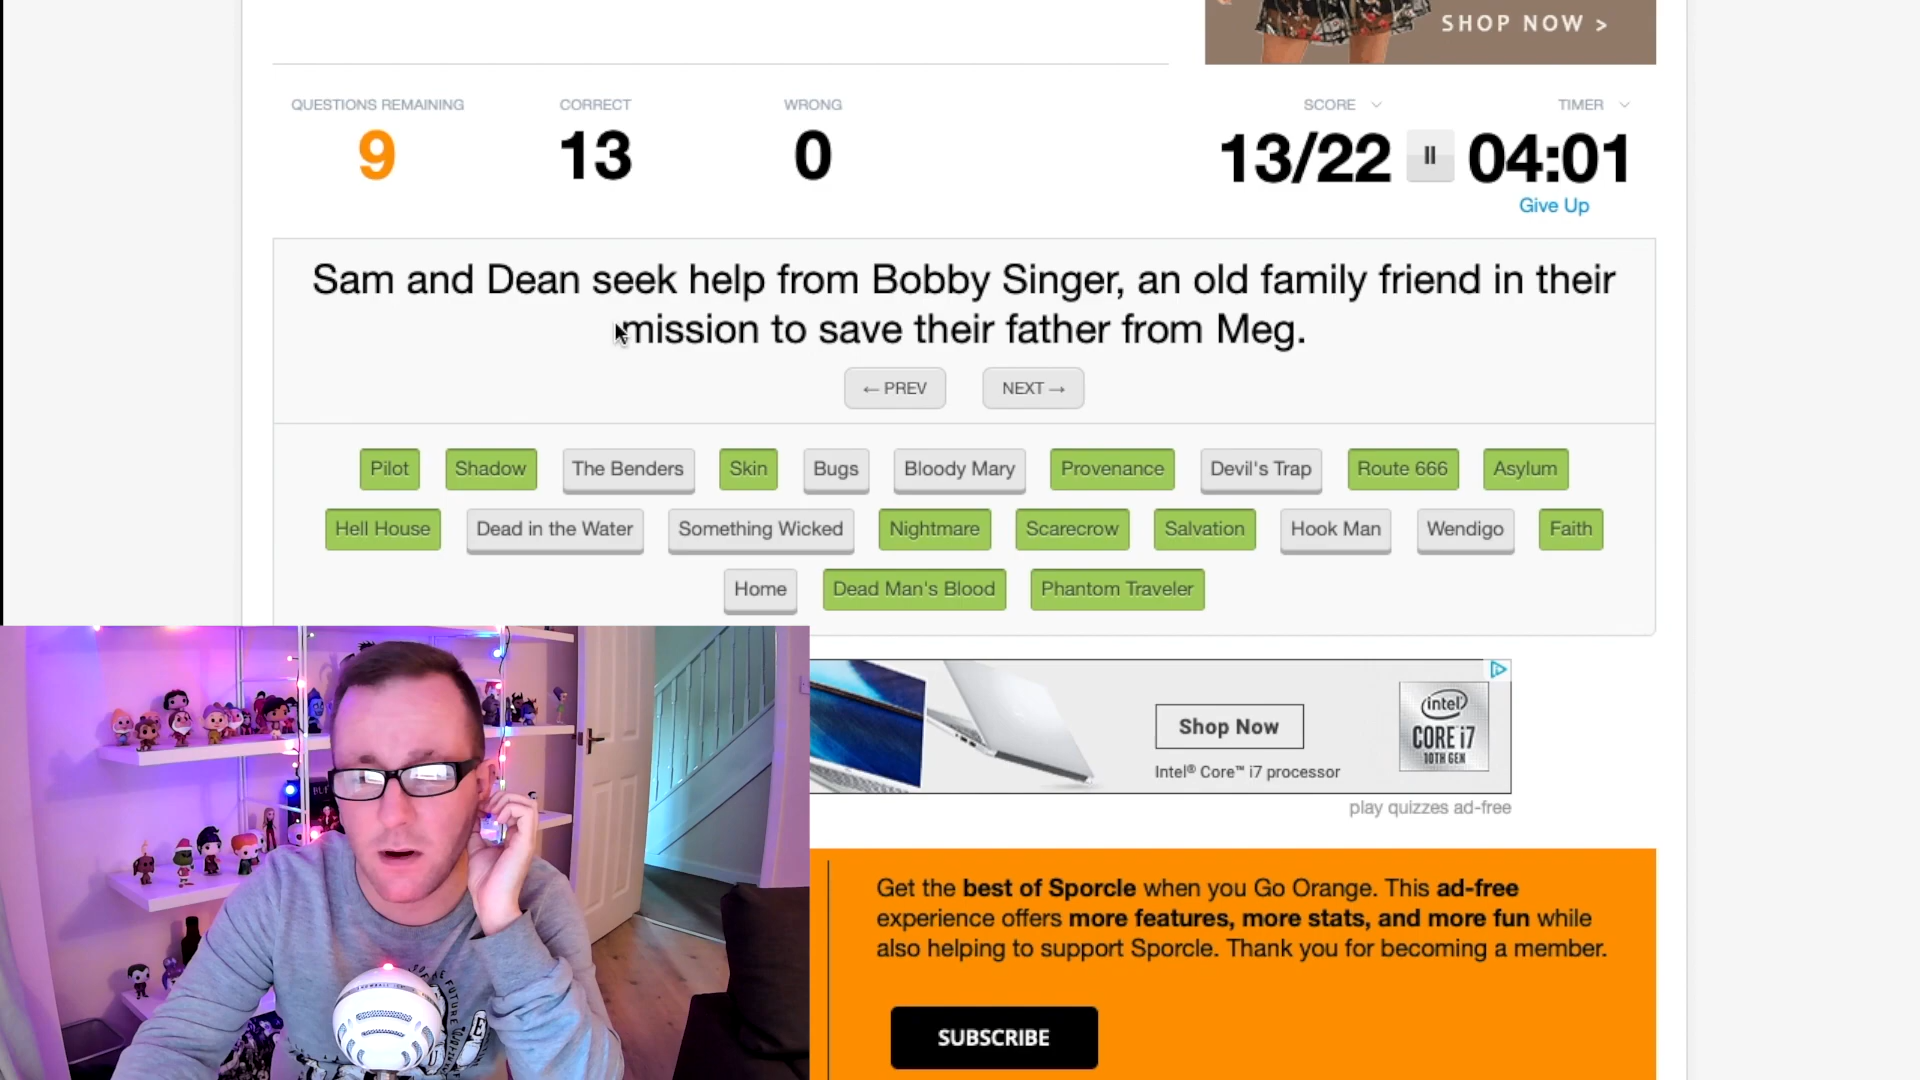 SHOP NOW >
QUESTIONS REMAINING
CORRECT
WRONG
SCORE
TIMER
9
13
0
13/22
04:01
Give Up
Sam and Dean seek help from Bobby Singer, an old family friend in their
mission to save their father from Meg.
← PREV
NEXT →
Pilot
Shadow
The Benders
Skin
Bugs
Bloody Mary
Provenance
Devil's Trap
Route 666
Asylum
Hell House
Dead in the Water
Something Wicked
Nightmare
Scarecrow
Salvation
Hook Man
Wendigo
Faith
Home
Dead Man's Blood
Phantom Traveler
Shop Now
Intel® Core™ i7 processor
intel
CORE i7
10TH GEN
play quizzes ad-free
Get the best of Sporcle when you Go Orange. This ad-free
experience offers more features, more stats, and more fun while
also helping to support Sporcle. Thank you for becoming a member.
SUBSCRIBE